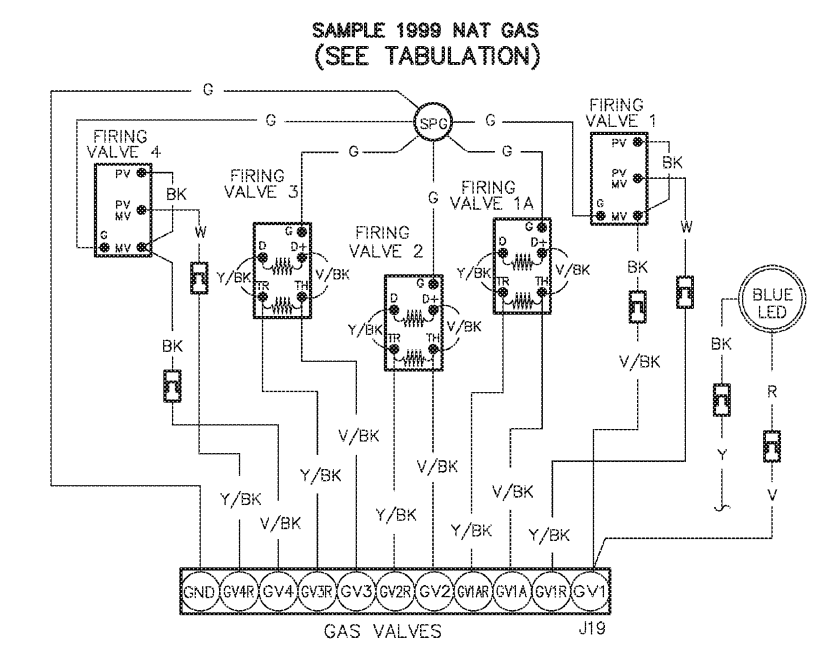 SAMPLE 1999 NAT GAS
(SEE TABULATION)
G
G
SPG
G
G
G
G
FIRING
VALVE 4
PV
PV
MV
G
MV
BK
W
BK
FIRING
VALVE 3
G
D
D+
TR
TH
Y/BK
V/BK
FIRING
VALVE 2
G
D
D+
TR
TH
Y/BK
V/BK
FIRING
VALVE 1A
G
D
D+
TR
TH
Y/BK
V/BK
FIRING
VALVE 1
PV
PV
MV
G
MV
BK
W
BK
V/BK
BLUE
LED
BK
R
Y
V
Y/BK
V/BK
Y/BK
V/BK
Y/BK
V/BK
Y/BK
V/BK
Y/BK
GND
GV4R
GV4
GV3R
GV3
GV2R
GV2
GV1AR
GV1A
GV1R
GV1
GAS VALVES
J19